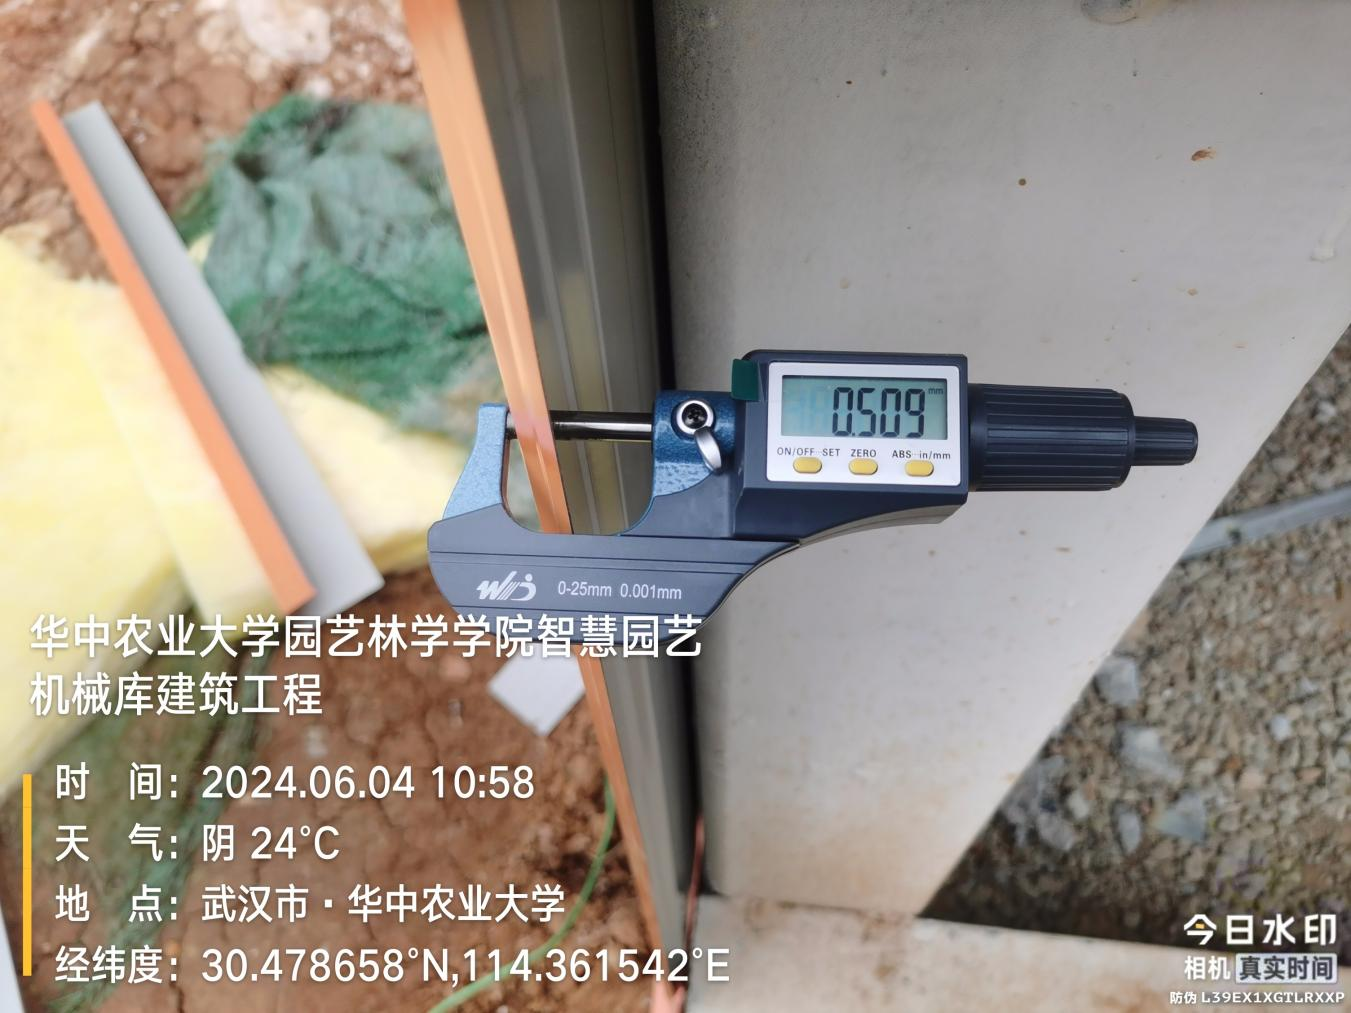 mm
0.509
ON/OFF SET ZERO ABS in/mm
0-25mm 0.001mm
华中农业大学园艺林学学院智慧园艺
机械库建筑工程
时 间：2024.06.04 10:58
天 气：阴 24°C
地 点：武汉市·华中农业大学
经纬度：30.478658°N,114.361542°E
今日水印
相机 真实时间
防伪 L39EX1XGTLRXXP